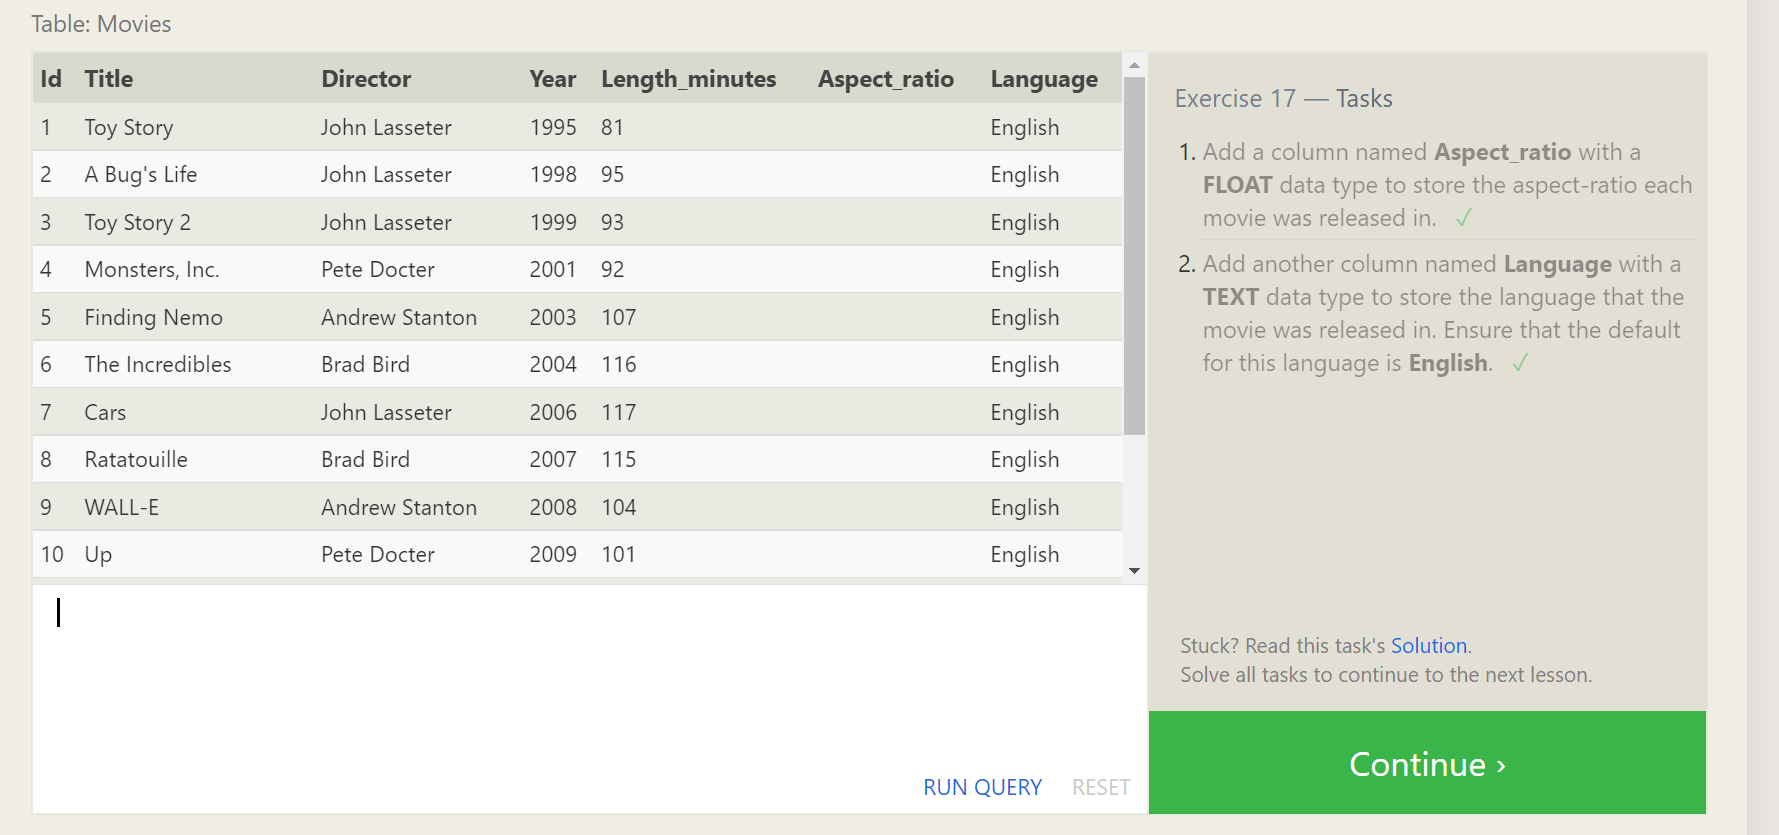 Table: Movies
Id Title Director Year Length_minutes Aspect_ratio Language
1 Toy Story John Lasseter 1995 81 English
2 A Bug's Life John Lasseter 1998 95 English
3 Toy Story 2 John Lasseter 1999 93 English
4 Monsters, Inc. Pete Docter 2001 92 English
5 Finding Nemo Andrew Stanton 2003 107 English
6 The Incredibles Brad Bird 2004 116 English
7 Cars John Lasseter 2006 117 English
8 Ratatouille Brad Bird 2007 115 English
9 WALL-E Andrew Stanton 2008 104 English
10 Up Pete Docter 2009 101 English
RUN QUERY RESET
Exercise 17 — Tasks
1. Add a column named Aspect_ratio with a
FLOAT data type to store the aspect-ratio each
movie was released in. ✓
2. Add another column named Language with a
TEXT data type to store the language that the
movie was released in. Ensure that the default
for this language is English. ✓
Stuck? Read this task's Solution.
Solve all tasks to continue to the next lesson.
Continue ›